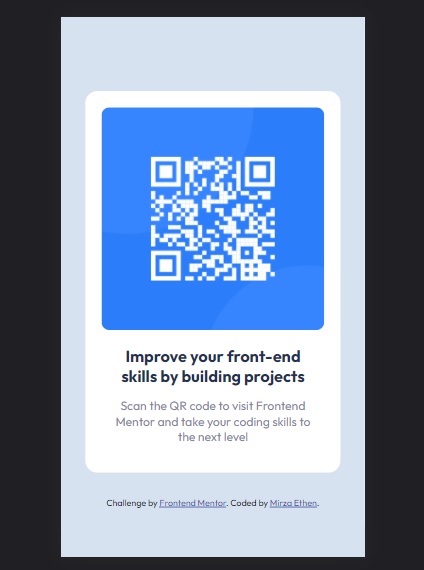 Improve your front-end
skills by building projects
Scan the QR code to visit Frontend
Mentor and take your coding skills to
the next level
Challenge by Frontend Mentor. Coded by Mirza Ethen.